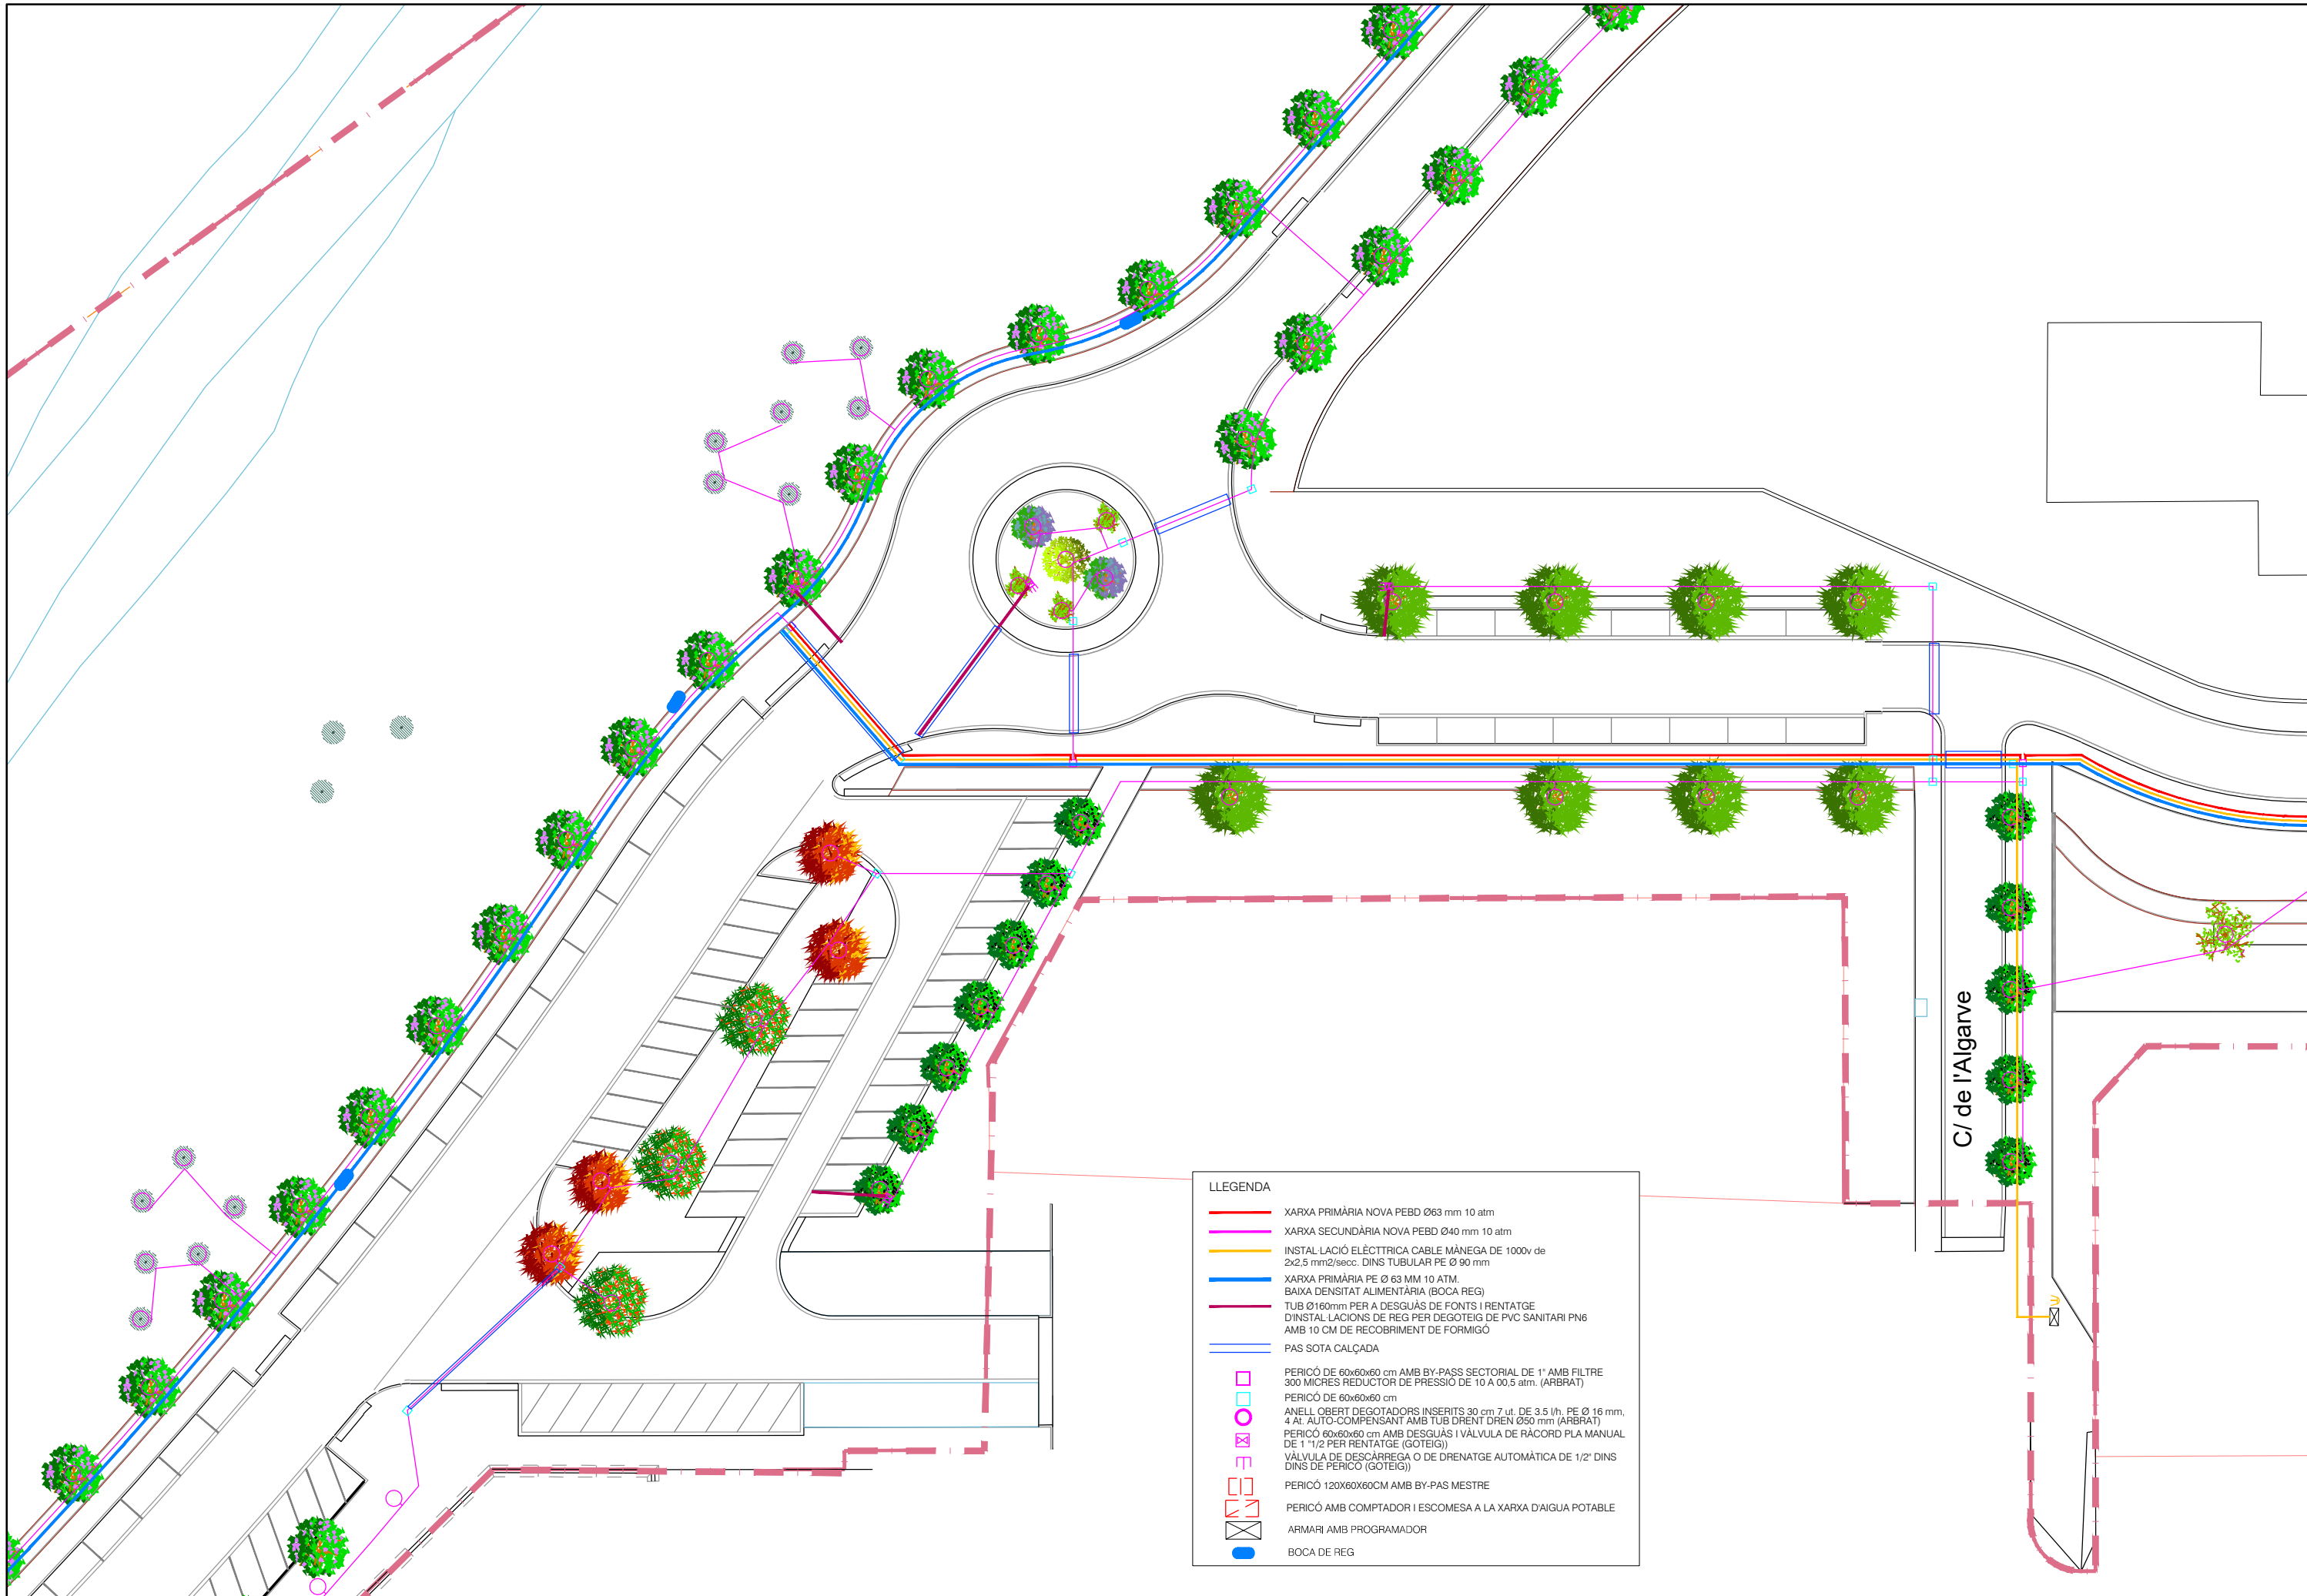 C/ de l'Algarve
LLEGENDA
XARXA PRIMÀRIA NOVA PEBD Ø63 mm 10 atm
XARXA SECUNDÀRIA NOVA PEBD Ø40 mm 10 atm
INSTAL·LACIÓ ELÈCTTRICA CABLE MÀNEGA DE 1000v de
2x2,5 mm2/secc. DINS TUBULAR PE Ø 90 mm
XARXA PRIMÀRIA PE Ø 63 MM 10 ATM.
BAIXA DENSITAT ALIMENTÀRIA (BOCA REG)
TUB Ø160mm PER A DESGUÀS DE FONTS I RENTATGE
D'INSTAL·LACIONS DE REG PER DEGOTEIG DE PVC SANITARI PN6
AMB 10 CM DE RECOBRIMENT DE FORMIGÓ
PAS SOTA CALÇADA
PERICÓ DE 60x60x60 cm AMB BY-PASS SECTORIAL DE 1" AMB FILTRE
300 MICRES REDUCTOR DE PRESSIÓ DE 10 A 00,5 atm. (ARBRAT)
PERICÓ DE 60x60x60 cm
ANELL OBERT DEGOTADORS INSERITS 30 cm 7 ut. DE 3.5 l/h. PE Ø 16 mm,
4 At. AUTO-COMPENSANT AMB TUB DRENT DREN Ø50 mm (ARBRAT)
PERICÓ 60x60x60 cm AMB DESGUÀS I VÀLVULA DE RÀCORD PLA MANUAL
DE 1 "1/2 PER RENTATGE (GOTEIG))
VÀLVULA DE DESCÀRREGA O DE DRENATGE AUTOMÀTICA DE 1/2" DINS
DINS DE PERICÓ (GOTEIG))
PERICÓ 120X60X60CM AMB BY-PAS MESTRE
PERICÓ AMB COMPTADOR I ESCOMESA A LA XARXA D'AIGUA POTABLE
ARMARI AMB PROGRAMADOR
BOCA DE REG